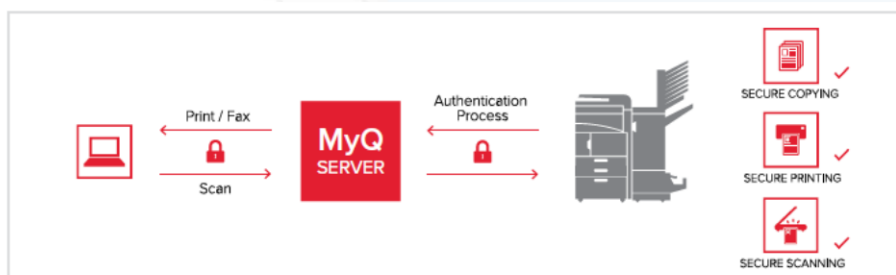 Print / Fax
Scan
MyQ
SERVER
Authentication
Process
SECURE COPYING
SECURE PRINTING
SECURE SCANNING